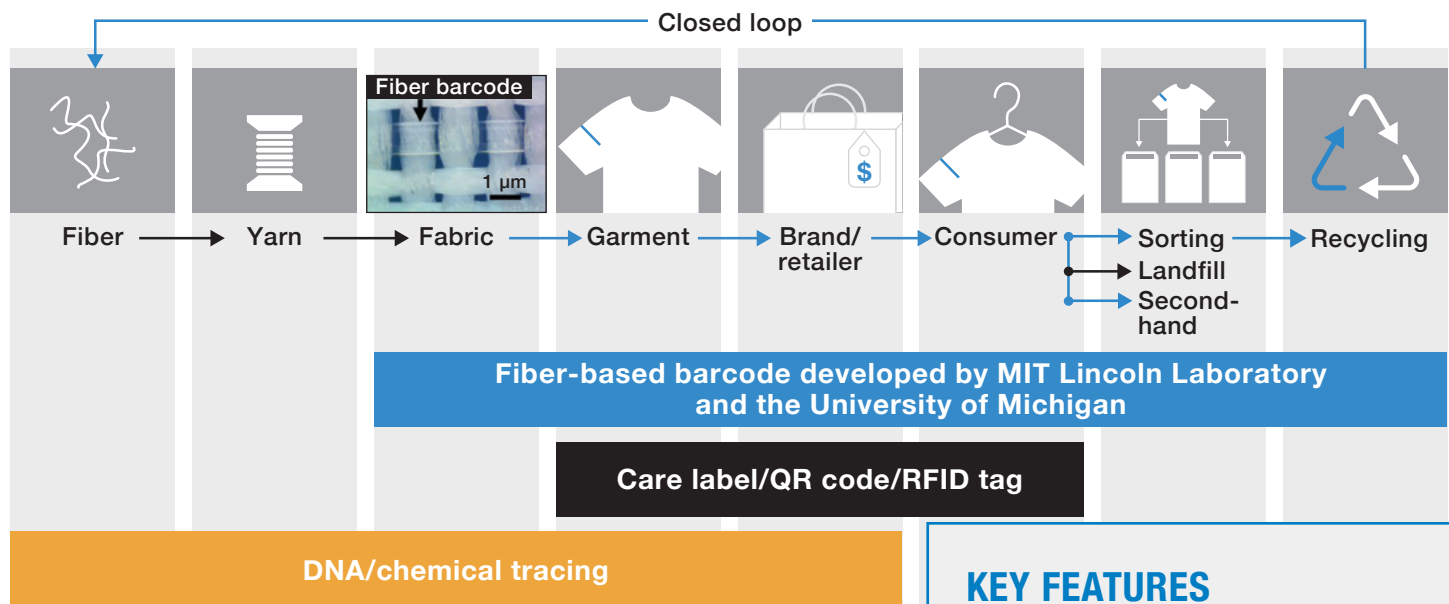 Closed loop
Fiber barcode
1 µm
$
Fiber
Yarn
Fabric
Garment
Brand/
retailer
Consumer
Sorting
Landfill
Second-
hand
Recycling
Fiber-based barcode developed by MIT Lincoln Laboratory
and the University of Michigan
Care label/QR code/RFID tag
DNA/chemical tracing
KEY FEATURES